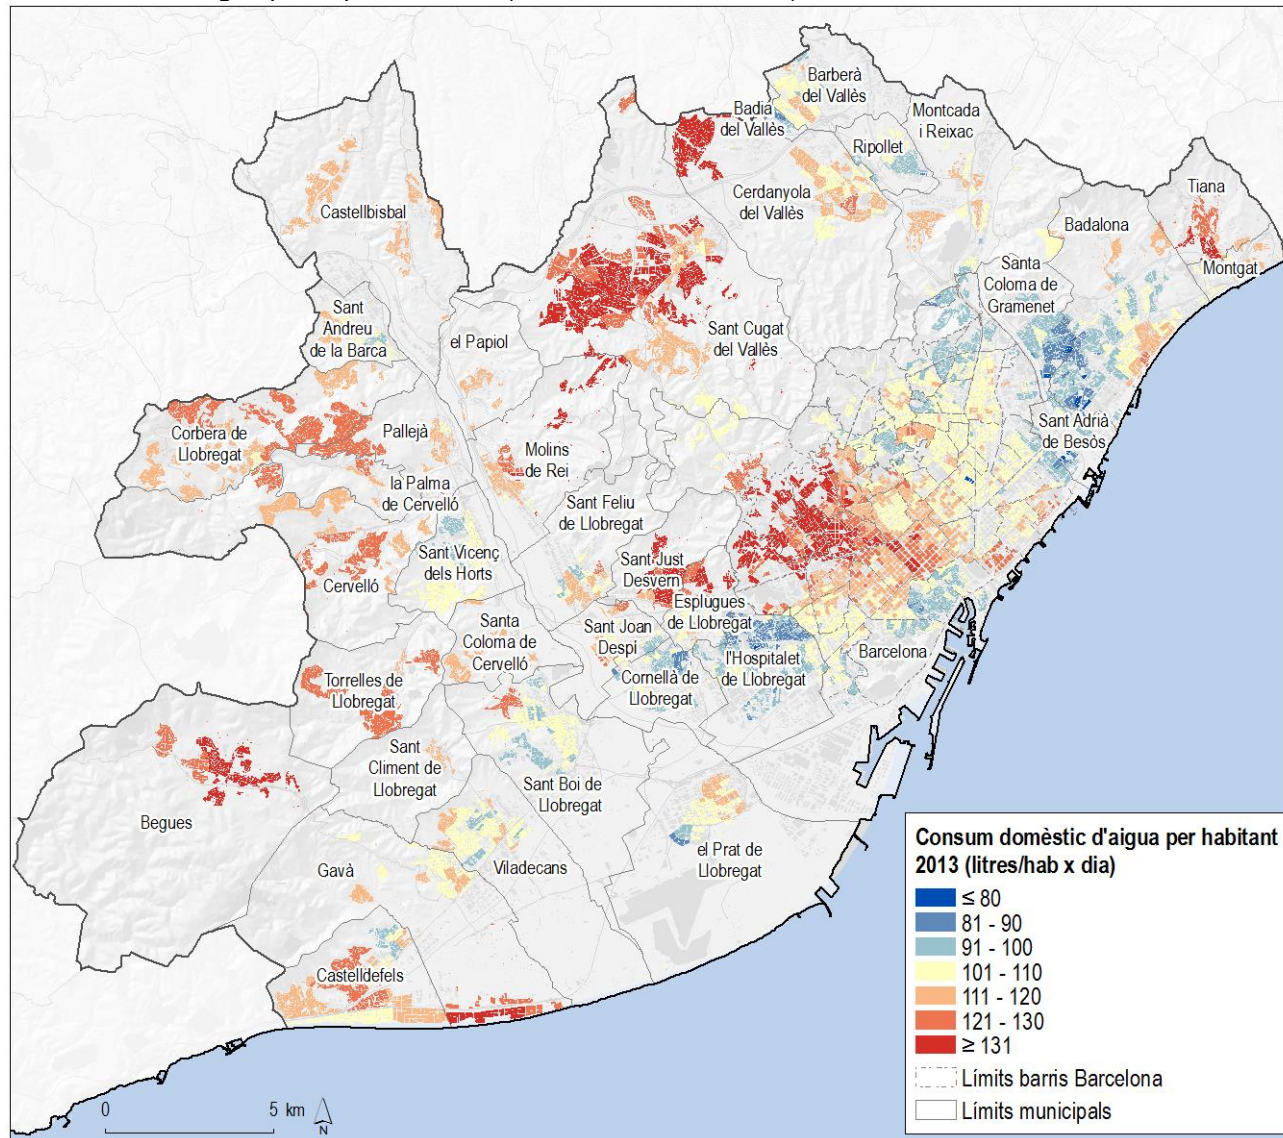 Barberà
del Vallès
Badia
del Vallès
Montcada
i Reixac
Ripollet
Cerdanyola
del Vallès
Tiana
Castellbisbal
Badalona
Montgat
Santa
Coloma de
Gramenet
Sant
Andreu
de la Barca
el Papiol
Sant Cugat
del Vallès
Sant Adrià
de Besòs
Corbera de
Llobregat
Pallejà
Molins
de Rei
la Palma
de Cervelló
Sant Feliu
de Llobregat
Sant Vicenç
dels Horts
Cervelló
Sant Just
Desvern
Esplugues
de Llobregat
Santa
Coloma de
Cervelló
Sant Joan
Despí
Barcelona
l'Hospitalet
de Llobregat
Cornellà de
Llobregat
Torrelles de
Llobregat
Sant
Climent de
Llobregat
Sant Boi de
Llobregat
Begues
el Prat de
Llobregat
Gavà
Viladecans
Castelldefels
Consum domèstic d'aigua per habitant
2013 (litres/hab x dia)
≤ 80
81 - 90
91 - 100
101 - 110
111 - 120
121 - 130
≥ 131
Límits barris Barcelona
Límits municipals
0 5 km
N